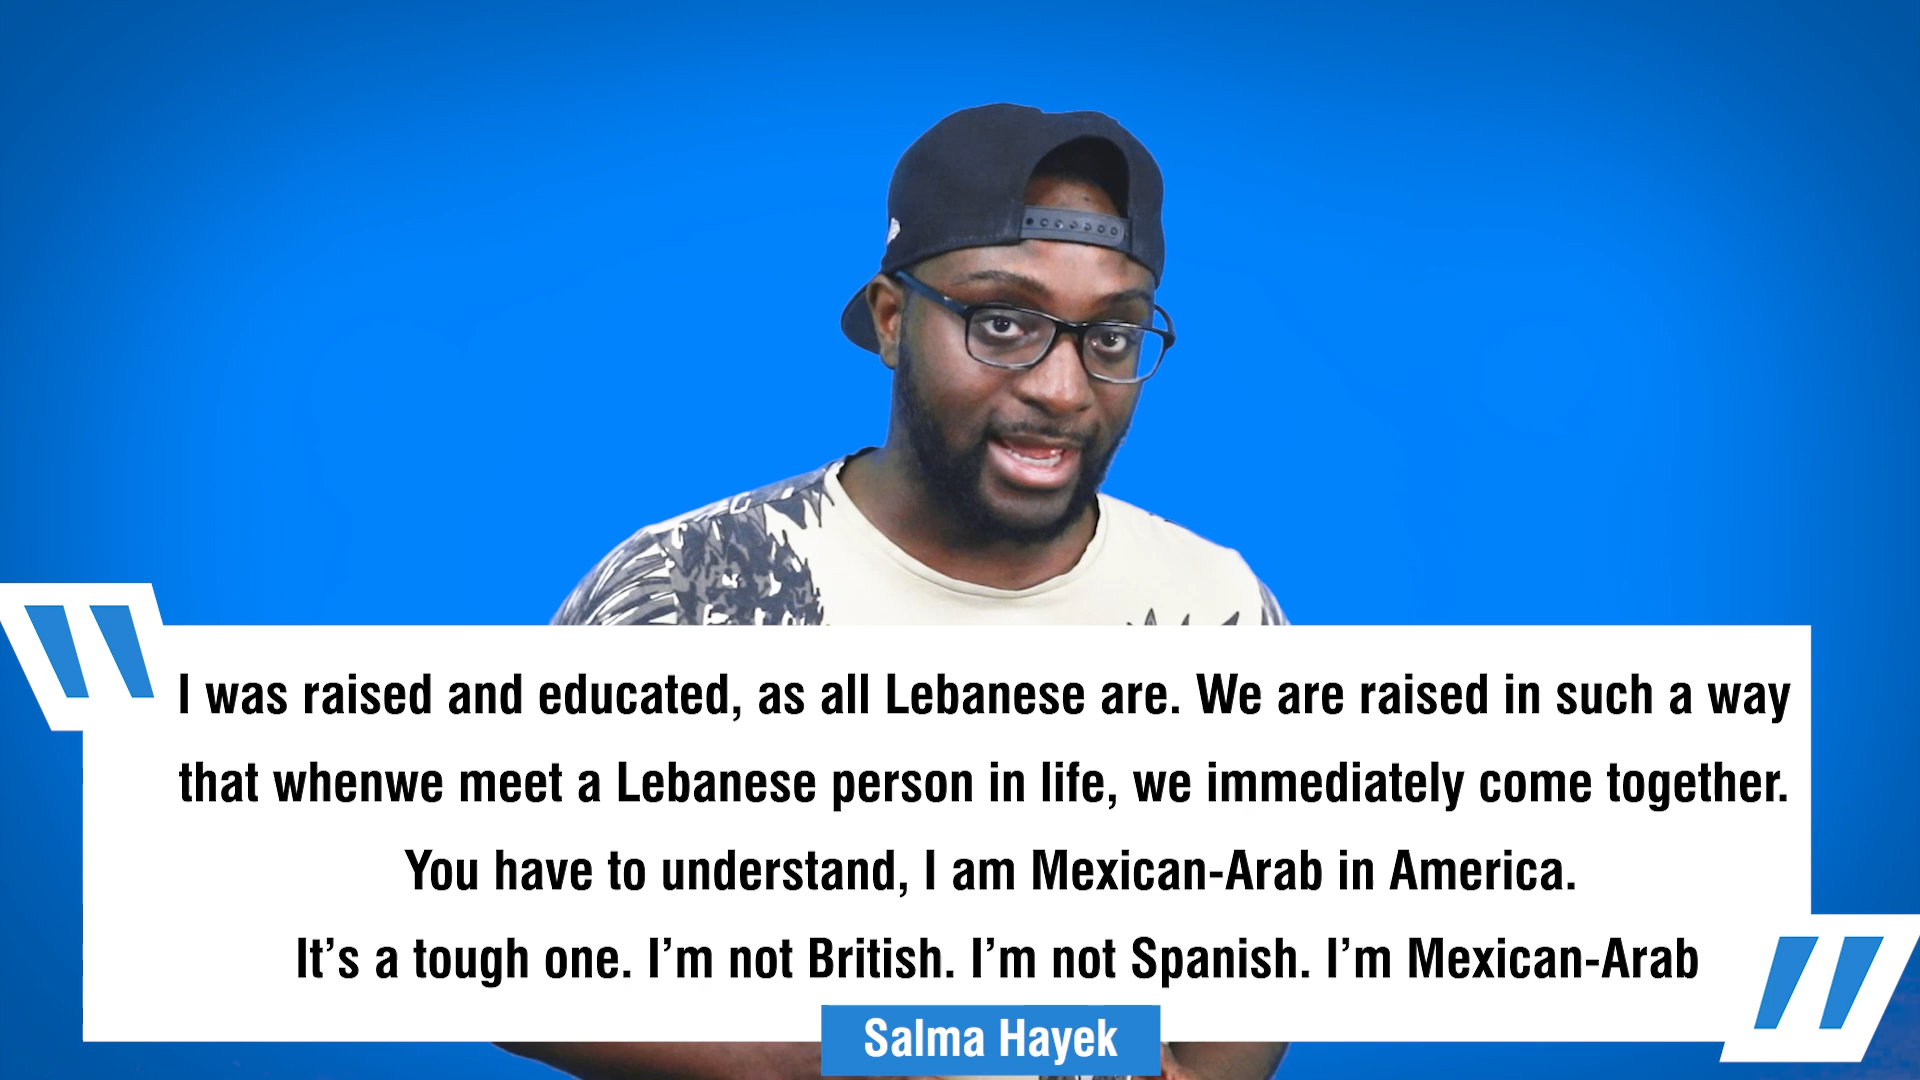 I was raised and educated, as all Lebanese are. We are raised in such a way
that whenwe meet a Lebanese person in life, we immediately come together.
You have to understand, I am Mexican-Arab in America.
It’s a tough one. I’m not British. I’m not Spanish. I’m Mexican-Arab
Salma Hayek